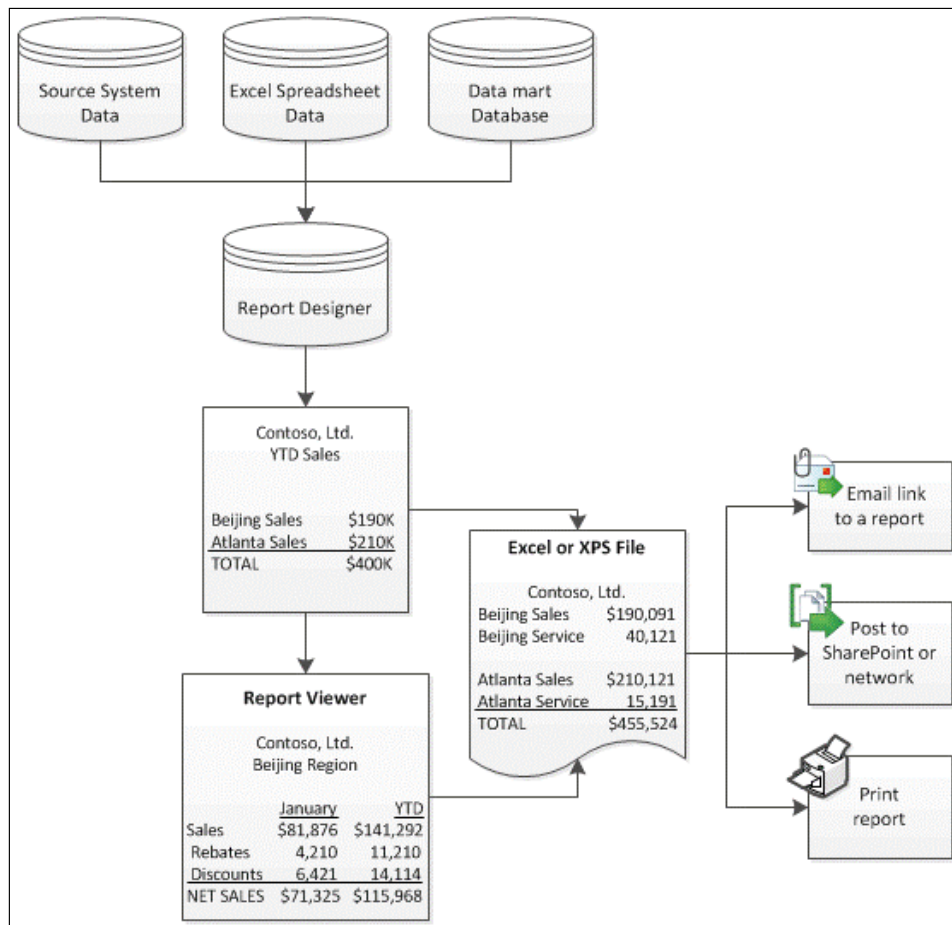 Source System
Data
Excel Spreadsheet
Data
Data mart
Database
Report Designer
Contoso, Ltd.
YTD Sales
Beijing Sales $190K
Atlanta Sales $210K
TOTAL $400K
Report Viewer
Contoso, Ltd.
Beijing Region
January YTD
Sales $81,876 $141,292
Rebates 4,210 11,210
Discounts 6,421 14,114
NET SALES $71,325 $115,968
Excel or XPS File
Contoso, Ltd.
Beijing Sales $190,091
Beijing Service 40,121
Atlanta Sales $210,121
Atlanta Service 15,191
TOTAL $455,524
Email link
to a report
Post to
SharePoint or
network
Print
report